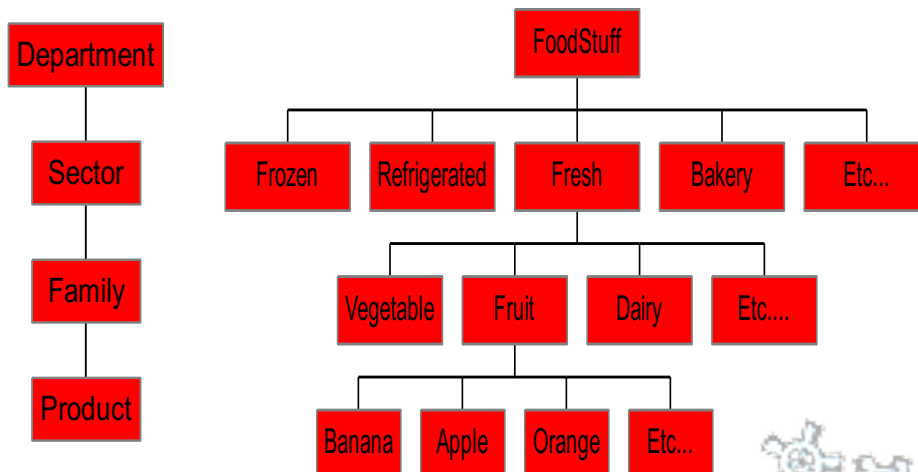 Department
Sector
Family
Product
FoodStuff
Frozen Refrigerated Fresh Bakery Etc...
Vegetable Fruit Dairy Etc....
Banana Apple Orange Etc...